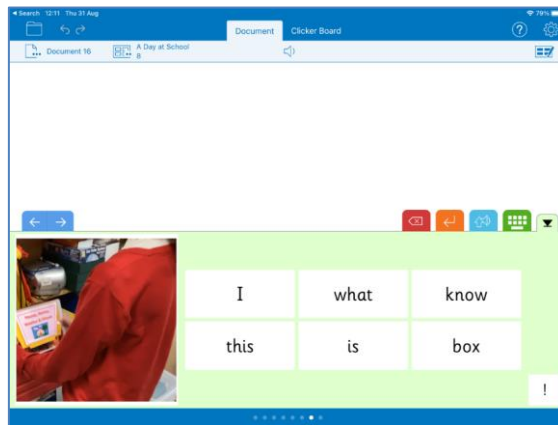 Search 12:11 Thu 31 Aug 79%
Document Clicker Board
Document 16 A Day at School
8
I what know
this is box
!